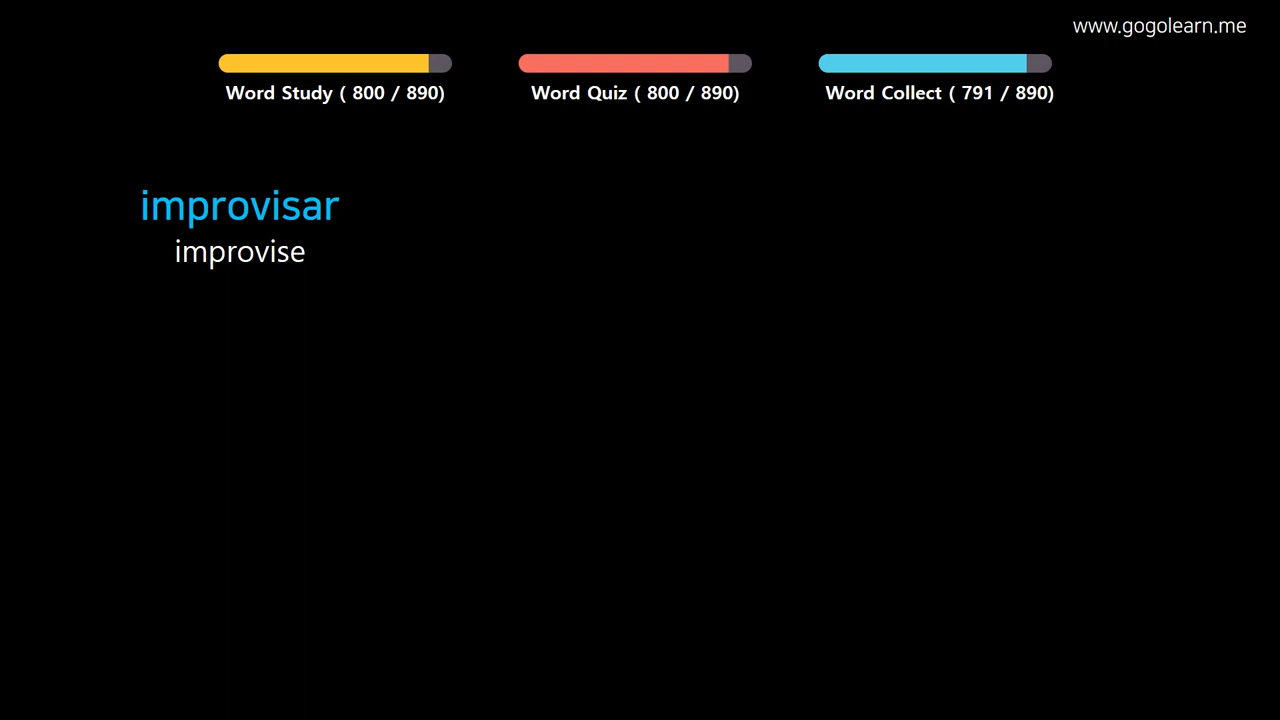 www.gogolearn.me
Word Study ( 800 / 890)
Word Quiz ( 800 / 890)
Word Collect ( 791 / 890)
improvisar
improvise